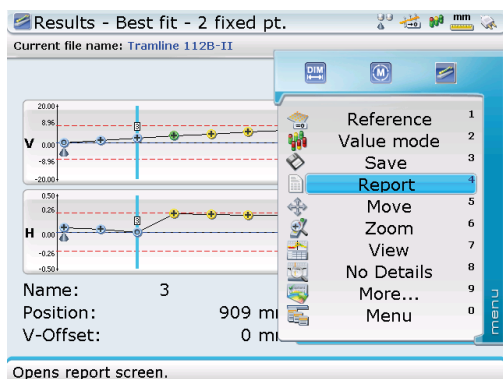 Results - Best fit - 2 fixed pt.
mm
Current file name: Tramline 112B-II
DIM
M
20.00
8.96
V 0.00
-8.96
-20.00
3
0.50
0.26
H 0.00
-0.26
-0.50
3
Name: 3
Position: 909 m
V-Offset: 0 m
Reference 1
Value mode 2
Save 3
Report 4
Move 5
Zoom 6
View 7
No Details 8
More... 9
Menu 0
menu
Opens report screen.